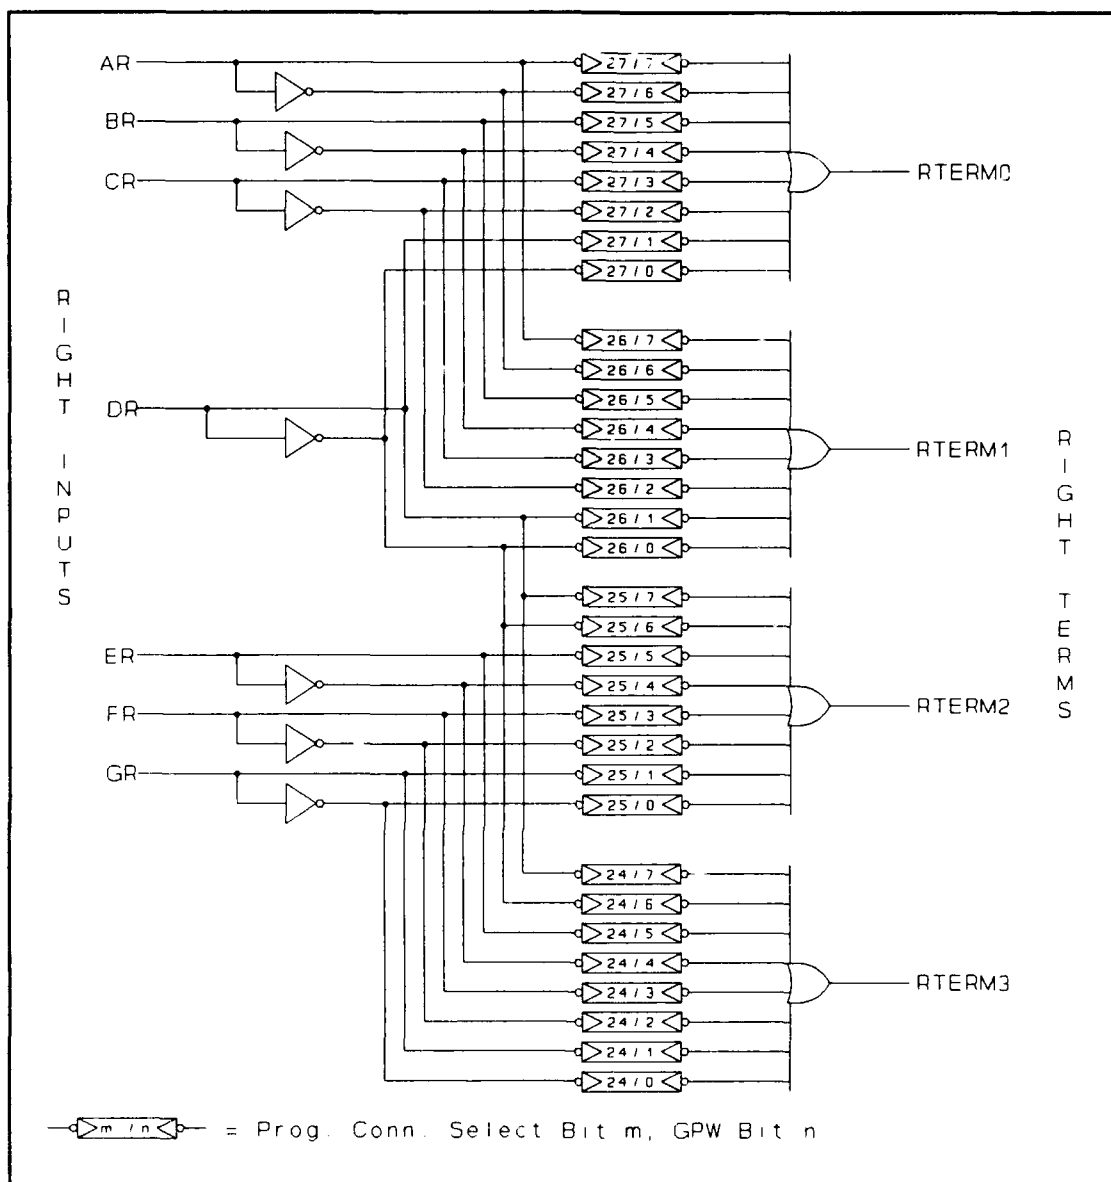 AR
27/7
27/6
BR
27/5
27/4
CR
27/3
27/2
27/1
27/0
RTERM0
RIGHT INPUTS
26/7
26/6
26/5
DR
26/4
26/3
26/2
26/1
26/0
RTERM1
RIGHT TERMS
25/7
25/6
ER
25/5
25/4
FR
25/3
25/2
GR
25/1
25/0
RTERM2
24/7
24/6
24/5
24/4
24/3
24/2
24/1
24/0
RTERM3
m/n = Prog. Conn. Select Bit m, GPW Bit n